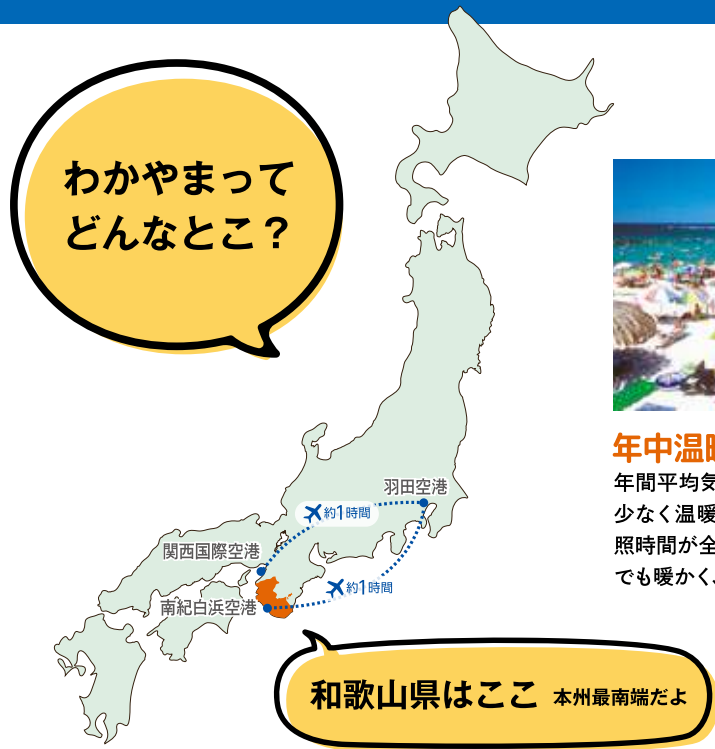 わかやまって
どんなとこ？
羽田空港
約1時間
関西国際空港
約1時間
南紀白浜空港
和歌山県はここ 本州最南端だよ
年中温暖
年間平均気
少なく温暖
照時間が全
でも暖かく、